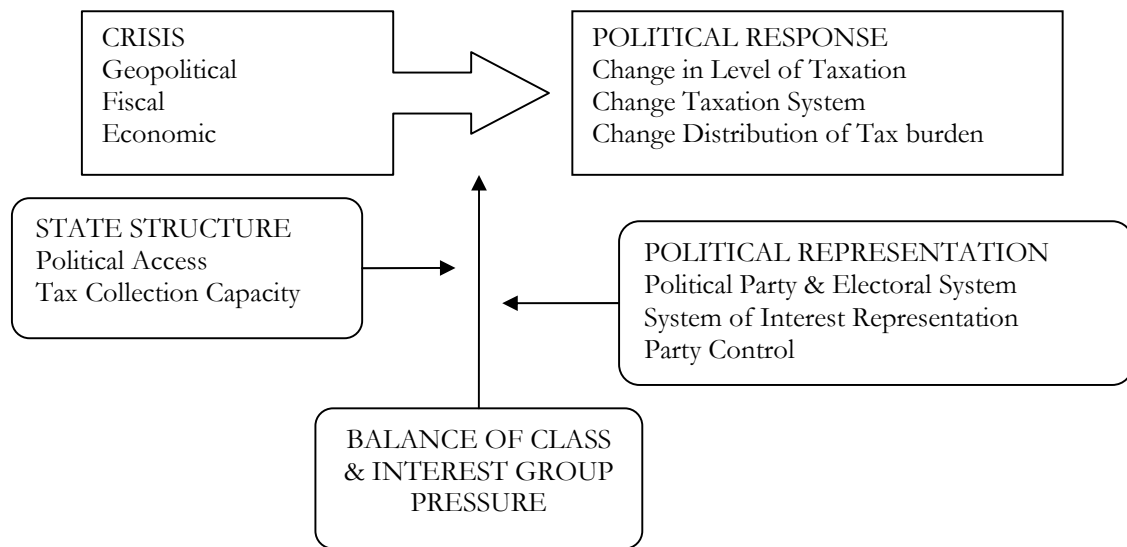 CRISIS
Geopolitical
Fiscal
Economic
POLITICAL RESPONSE
Change in Level of Taxation
Change Taxation System
Change Distribution of Tax burden
STATE STRUCTURE
Political Access
Tax Collection Capacity
POLITICAL REPRESENTATION
Political Party & Electoral System
System of Interest Representation
Party Control
BALANCE OF CLASS
& INTEREST GROUP
PRESSURE